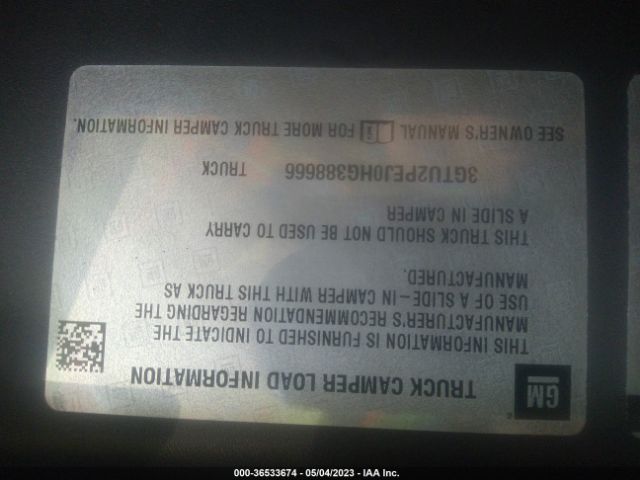 GM
TRUCK CAMPER LOAD INFORMATION
THIS INFORMATION IS FURNISHED TO INDICATE THE
MANUFACTURER'S RECOMMENDATION REGARDING THE
USE OF A SLIDE-IN CAMPER WITH THIS TRUCK AS
MANUFACTURED.
THIS TRUCK SHOULD NOT BE USED TO CARRY
A SLIDE IN CAMPER
3GTU2PEJ0HG388666 TRUCK
SEE OWNER'S MANUAL FOR MORE TRUCK CAMPER INFORMATION.
000-36533674 - 05/04/2023 - IAA Inc.